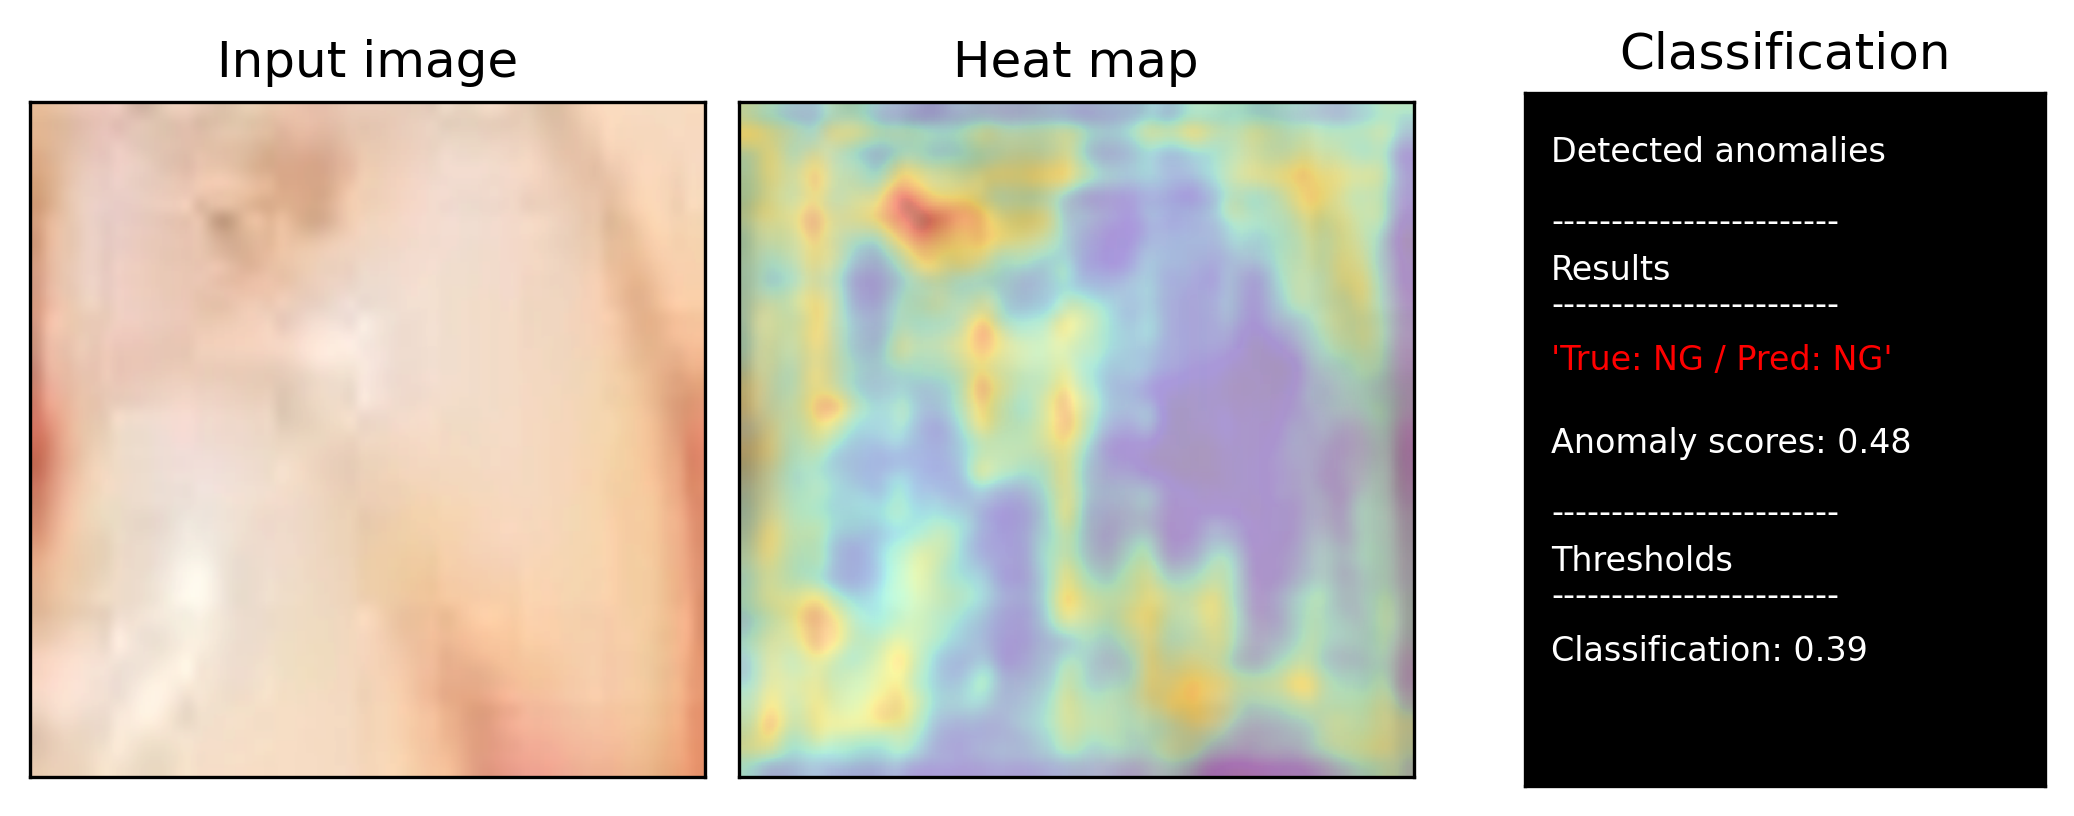 Input image
Heat map
Classification
Detected anomalies
------------------------
Results
------------------------
'True: NG / Pred: NG'
Anomaly scores: 0.48
------------------------
Thresholds
------------------------
Classification: 0.39